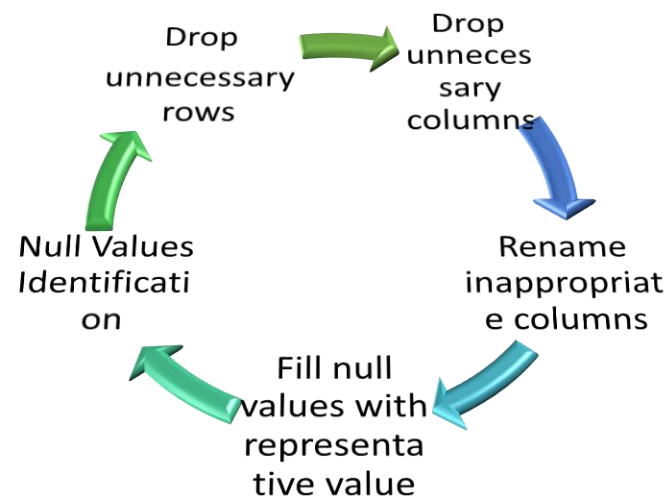 Drop
unnecessary
rows
Drop
unneces
sary
columns
Rename
inappropriat
e columns
Fill null
values with
representa
tive value
Null Values
Identificati
on